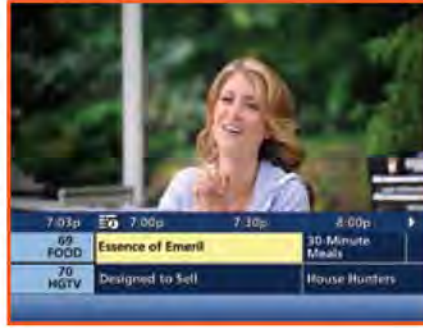 7:03p 7:00p 7:30p 8:00p
69 FOOD Essence of Emeril 30-Minute Meals
70 HGTV Designed to Sell House Hunters